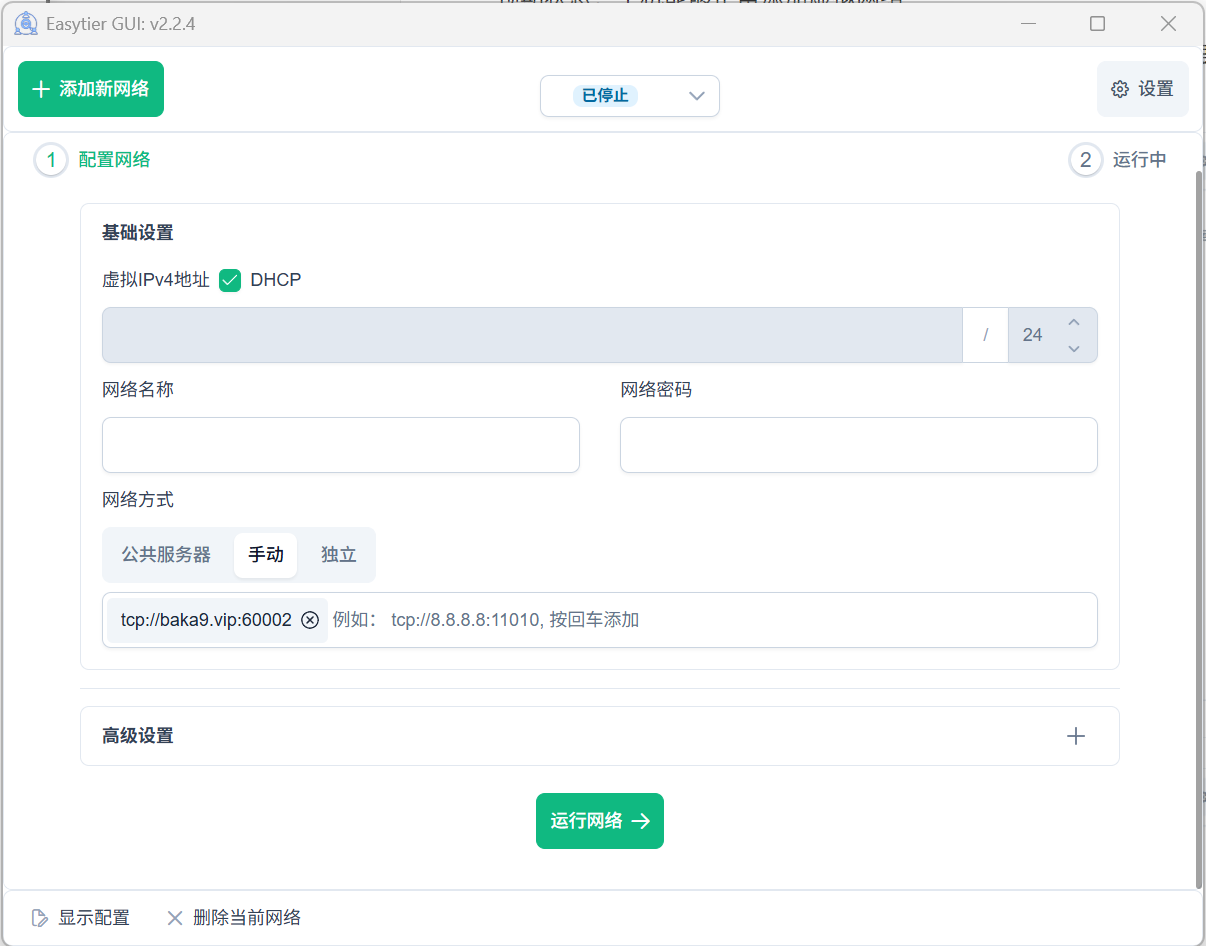 Easytier GUI: v2.2.4
添加新网络
已停止
设置
1 配置网络
2 运行中
基础设置
虚拟IPv4地址 DHCP
/ 24
网络名称 网络密码
网络方式
公共服务器 手动 独立
tcp://baka9.vip:60002 例如： tcp://8.8.8.8:11010, 按回车添加
高级设置
运行网络
显示配置 删除当前网络